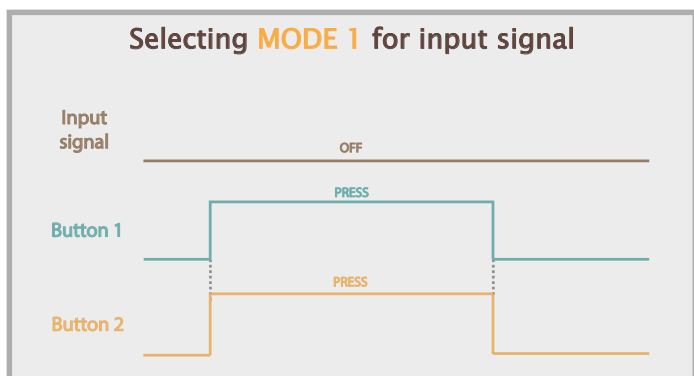 Selecting MODE 1 for input signal
Input
signal
OFF
PRESS
Button 1
PRESS
Button 2